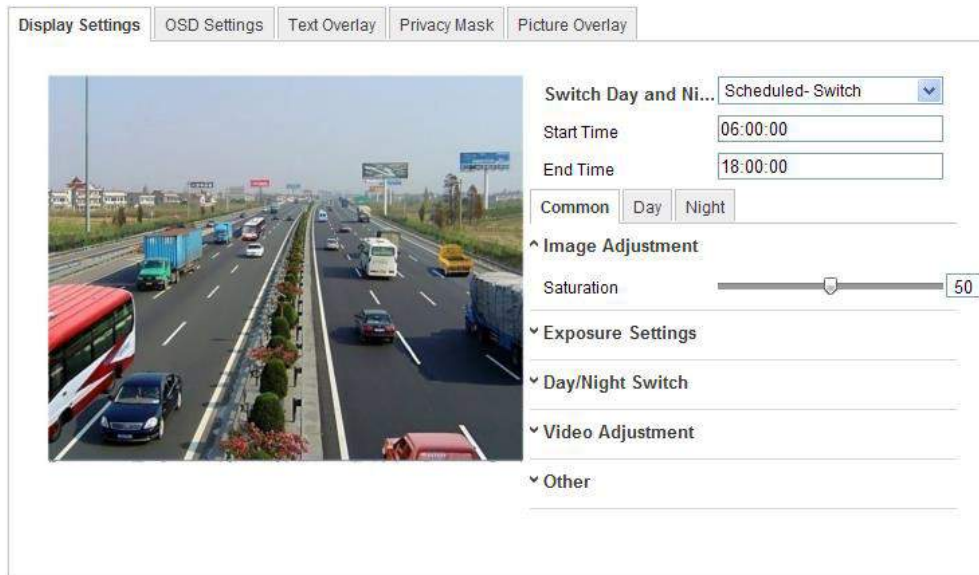 Display Settings OSD Settings Text Overlay Privacy Mask Picture Overlay
Switch Day and Ni... Scheduled- Switch
Start Time 06:00:00
End Time 18:00:00
Common Day Night
Image Adjustment
Saturation 50
Exposure Settings
Day/Night Switch
Video Adjustment
Other